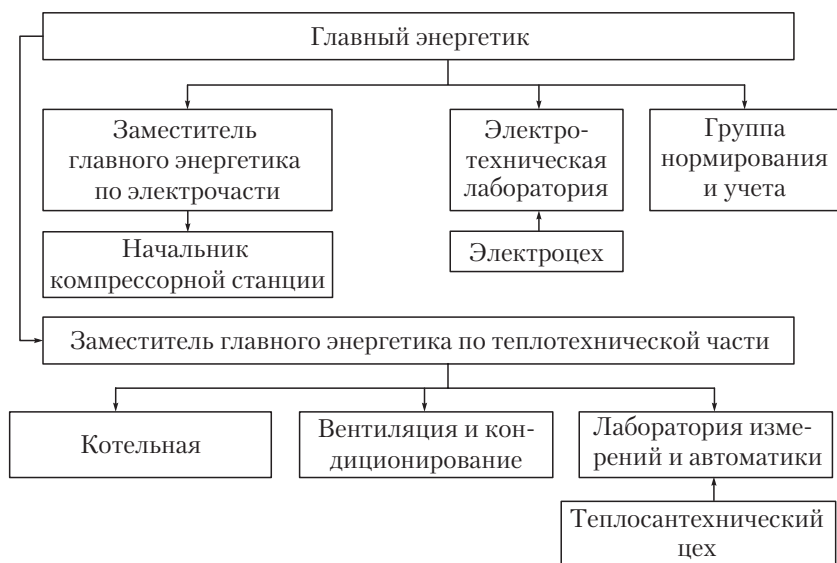 Главный энергетик
Заместитель
главного энергетика
по электрочасти
Электро-
техническая
лаборатория
Группа
нормирования
и учета
Начальник
компрессорной станции
Электроцех
Заместитель главного энергетика по теплотехнической части
Котельная
Вентиляция и кон-
диционирование
Лаборатория изме-
рений и автоматики
Теплосантехнический
цех